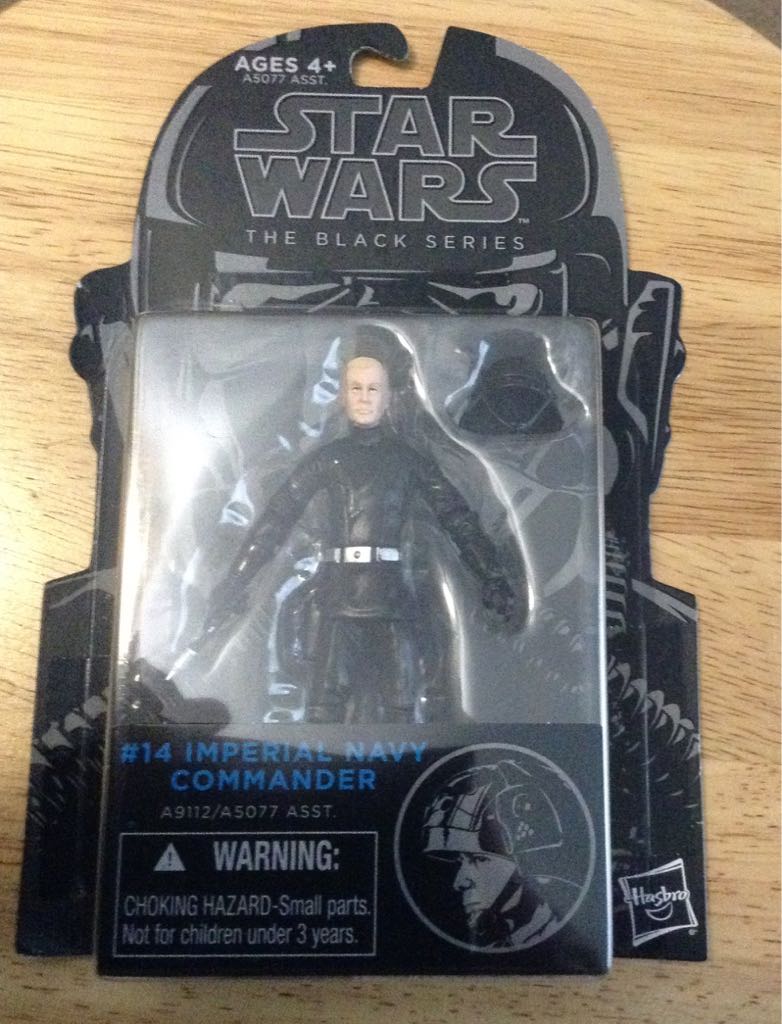 AGES 4+
A5077 ASST.
STAR
WARS
™
THE BLACK SERIES
#14 IMPERIAL NAVY
COMMANDER
A9112/A5077 ASST.
WARNING:
CHOKING HAZARD-Small parts.
Not for children under 3 years.
Hasbro
®